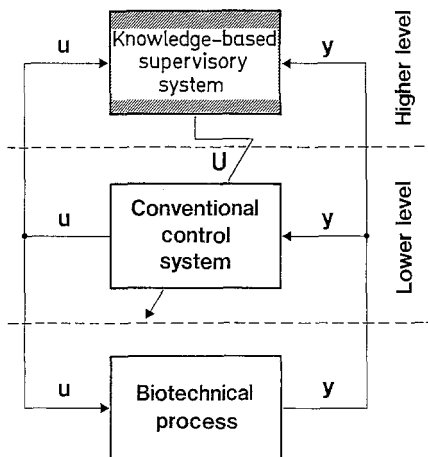 u
Knowledge-based
supervisory
system
y
Higher level
U
u
Conventional
control
system
y
Lower level
u
Biotechnical
process
y